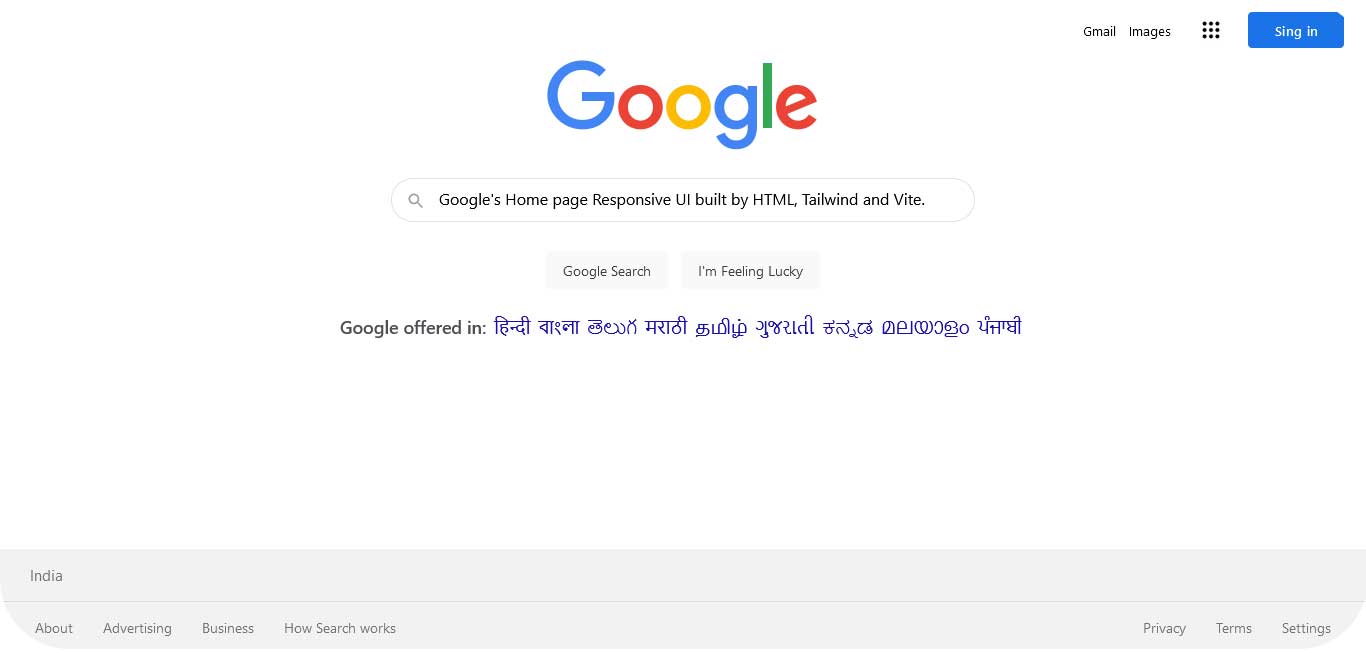 Gmail Images Sing in
Google
Google's Home page Responsive UI built by HTML, Tailwind and Vite.
Google Search I'm Feeling Lucky
Google offered in: हिन्दी বাংলা తెలుగు मराठी தமிழ் ગુજરાતી ಕನ್ನಡ മലയാളം ਪੰਜਾਬੀ
India
About Advertising Business How Search works Privacy Terms Settings